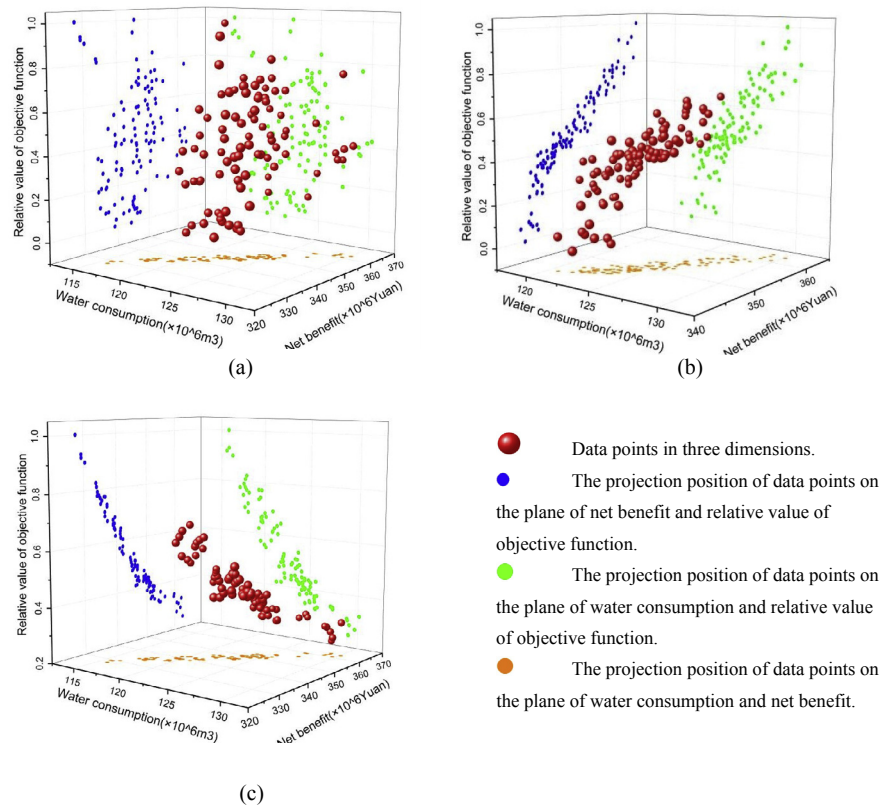 Relative value of objective function
1.0
0.8
0.6
0.4
0.2
0.0
115
120
125
130
Water consumption(×10^6m3)
320
330
340
350
360
370
Net benefit(×10^6Yuan)
(a)
Relative value of objective function
1.0
0.8
0.6
0.4
0.2
0.0
120
125
130
Water consumption(×10^6m3)
340
350
360
Net benefit(×10^6Yuan)
(b)
Relative value of objective function
1.0
0.8
0.6
0.4
0.2
115
120
125
130
Water consumption(×10^6m3)
320
330
340
350
360
370
Net benefit(×10^6Yuan)
(c)
Data points in three dimensions.
The projection position of data points on
the plane of net benefit and relative value of
objective function.
The projection position of data points on
the plane of water consumption and relative value
of objective function.
The projection position of data points on
the plane of water consumption and net benefit.